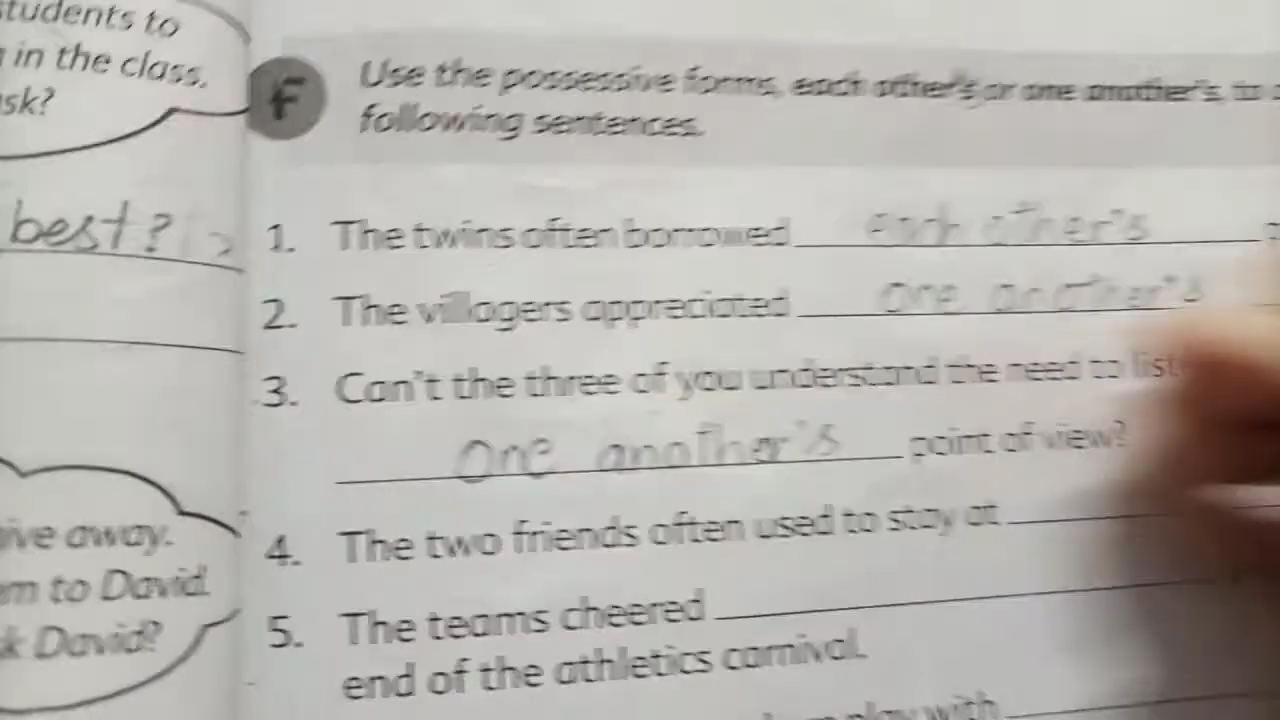 students to
in the class.
sk?
best?
ive away.
em to David.
k David?
F
Use the possessive forms, each other's or one another's, to
following sentences.
1. The twins often borrowed each other's
2. The villagers appreciated one another's
3. Can't the three of you understand the need to list
one another's point of view?
4. The two friends often used to stay at
5. The teams cheered
end of the athletics carnival.
play with